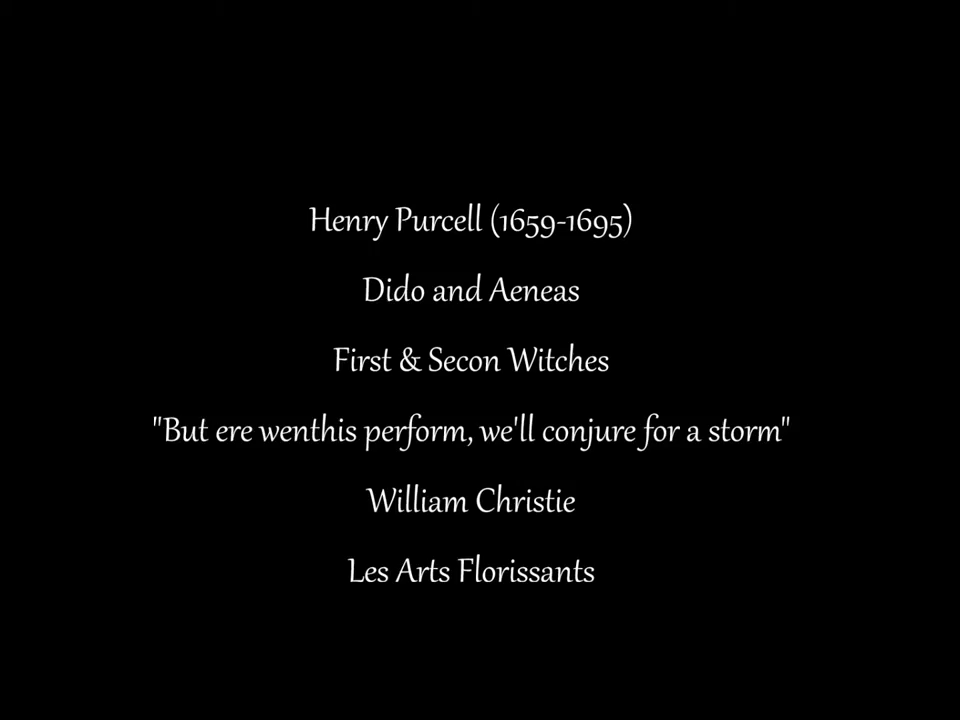 Henry Purcell (1659-1695)
Dido and Aeneas
First & Secon Witches
"But ere wenthis perform, we'll conjure for a storm"
William Christie
Les Arts Florissants